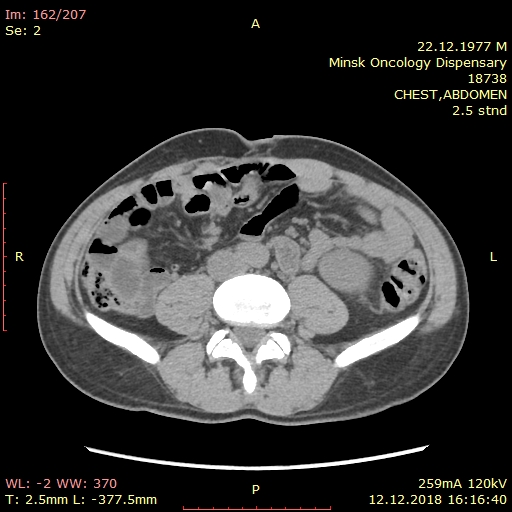 Im: 162/207
Se: 2
A
22.12.1977 M
Minsk Oncology Dispensary
18738
CHEST,ABDOMEN
2.5 stnd
R
L
WL: -2 WW: 370
T: 2.5mm L: -377.5mm
P
259mA 120kV
12.12.2018 16:16:40